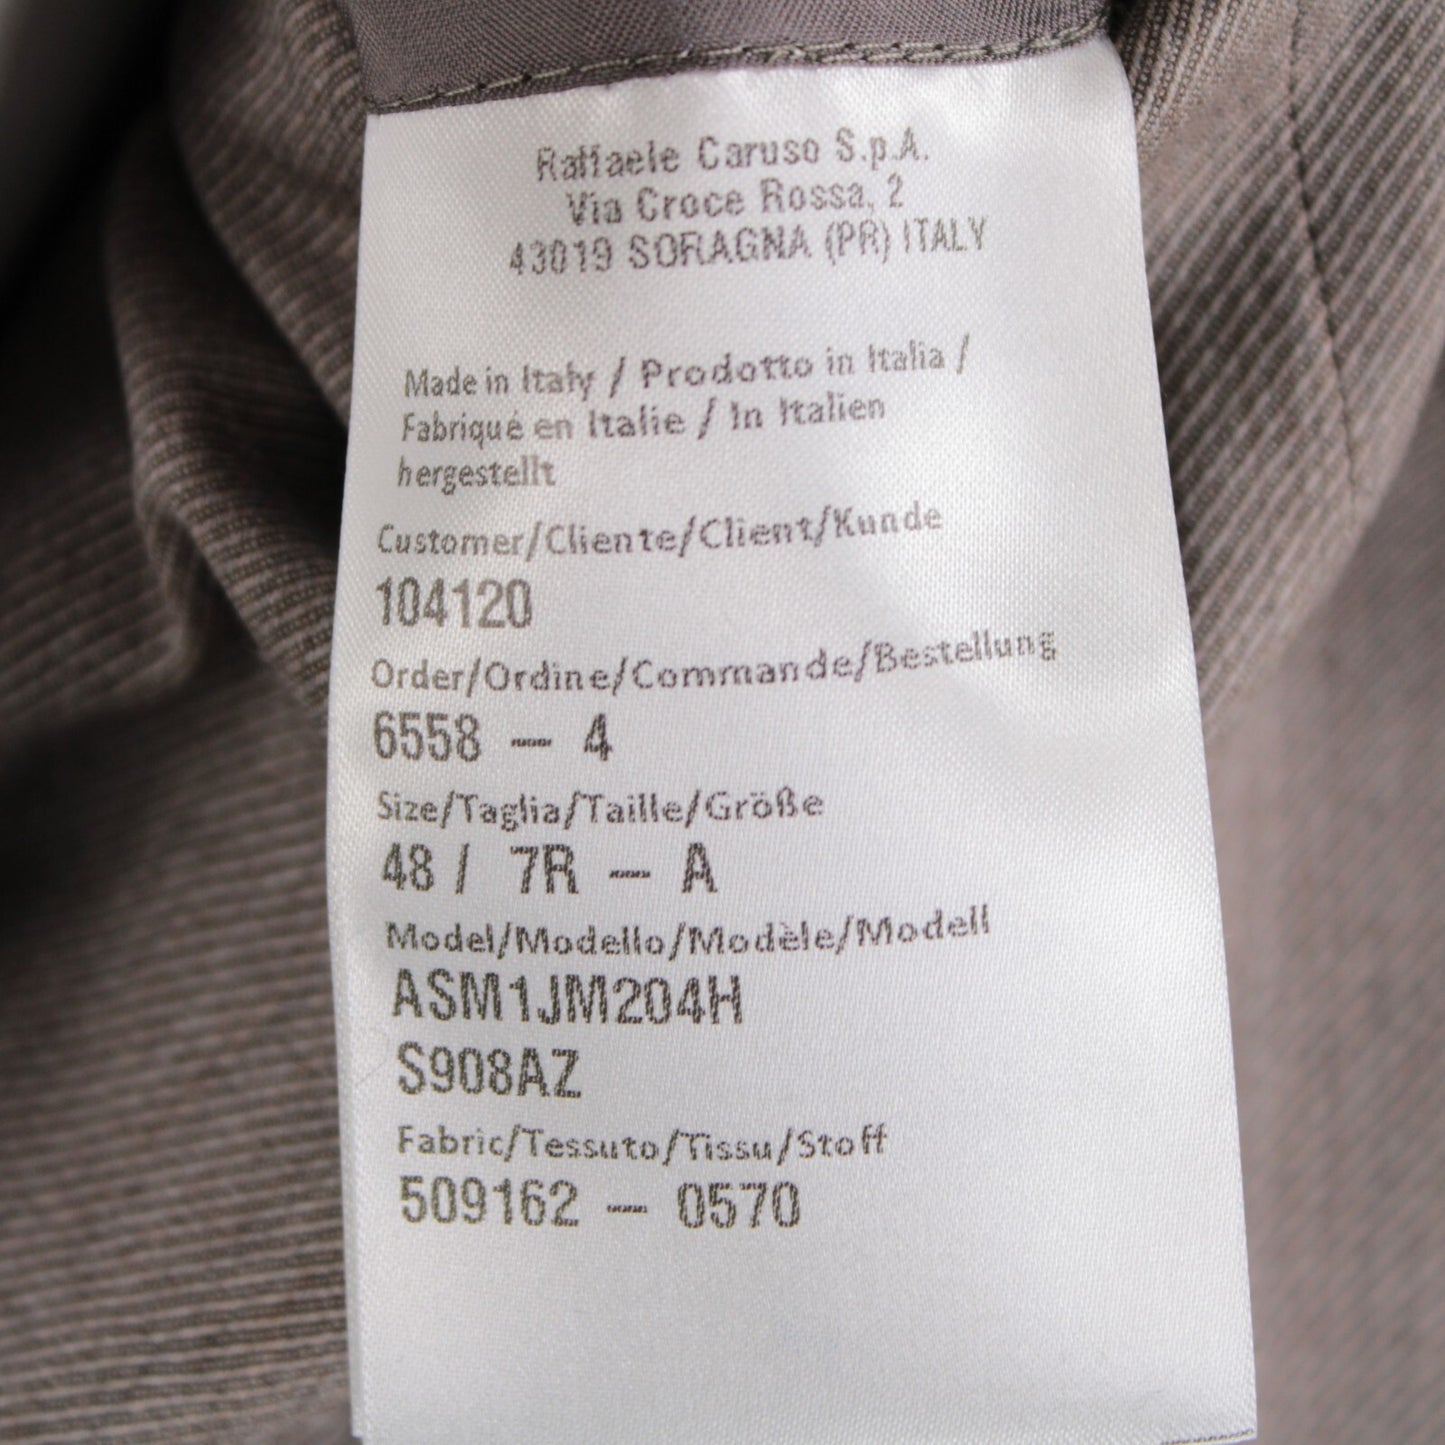 Raffaele Caruso S.p.A.
Via Croce Rossa, 2
43019 SORAGNA (PR) ITALY
Made in Italy / Prodotto in Italia /
Fabriqué en Italie / In Italien
hergestellt
Customer/Cliente/Client/Kunde
104120
Order/Ordine/Commande/Bestellung
6558 — 4
Size/Taglia/Taille/Größe
48 / 7R — A
Model/Modello/Modèle/Modell
ASM1JM204H
S908AZ
Fabric/Tessuto/Tissu/Stoff
509162 — 0570